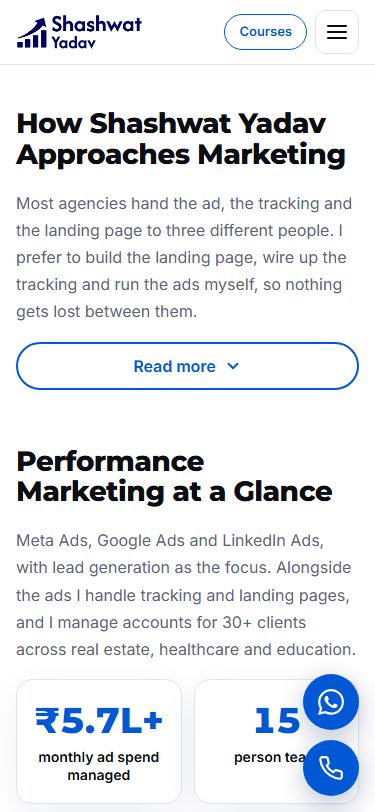 Shashwat
Yadav
Courses
How Shashwat Yadav
Approaches Marketing
Most agencies hand the ad, the tracking and
the landing page to three different people. I
prefer to build the landing page, wire up the
tracking and run the ads myself, so nothing
gets lost between them.
Read more
Performance
Marketing at a Glance
Meta Ads, Google Ads and LinkedIn Ads,
with lead generation as the focus. Alongside
the ads I handle tracking and landing pages,
and I manage accounts for 30+ clients
across real estate, healthcare and education.
₹5.7L+
15
monthly ad spend
managed
person